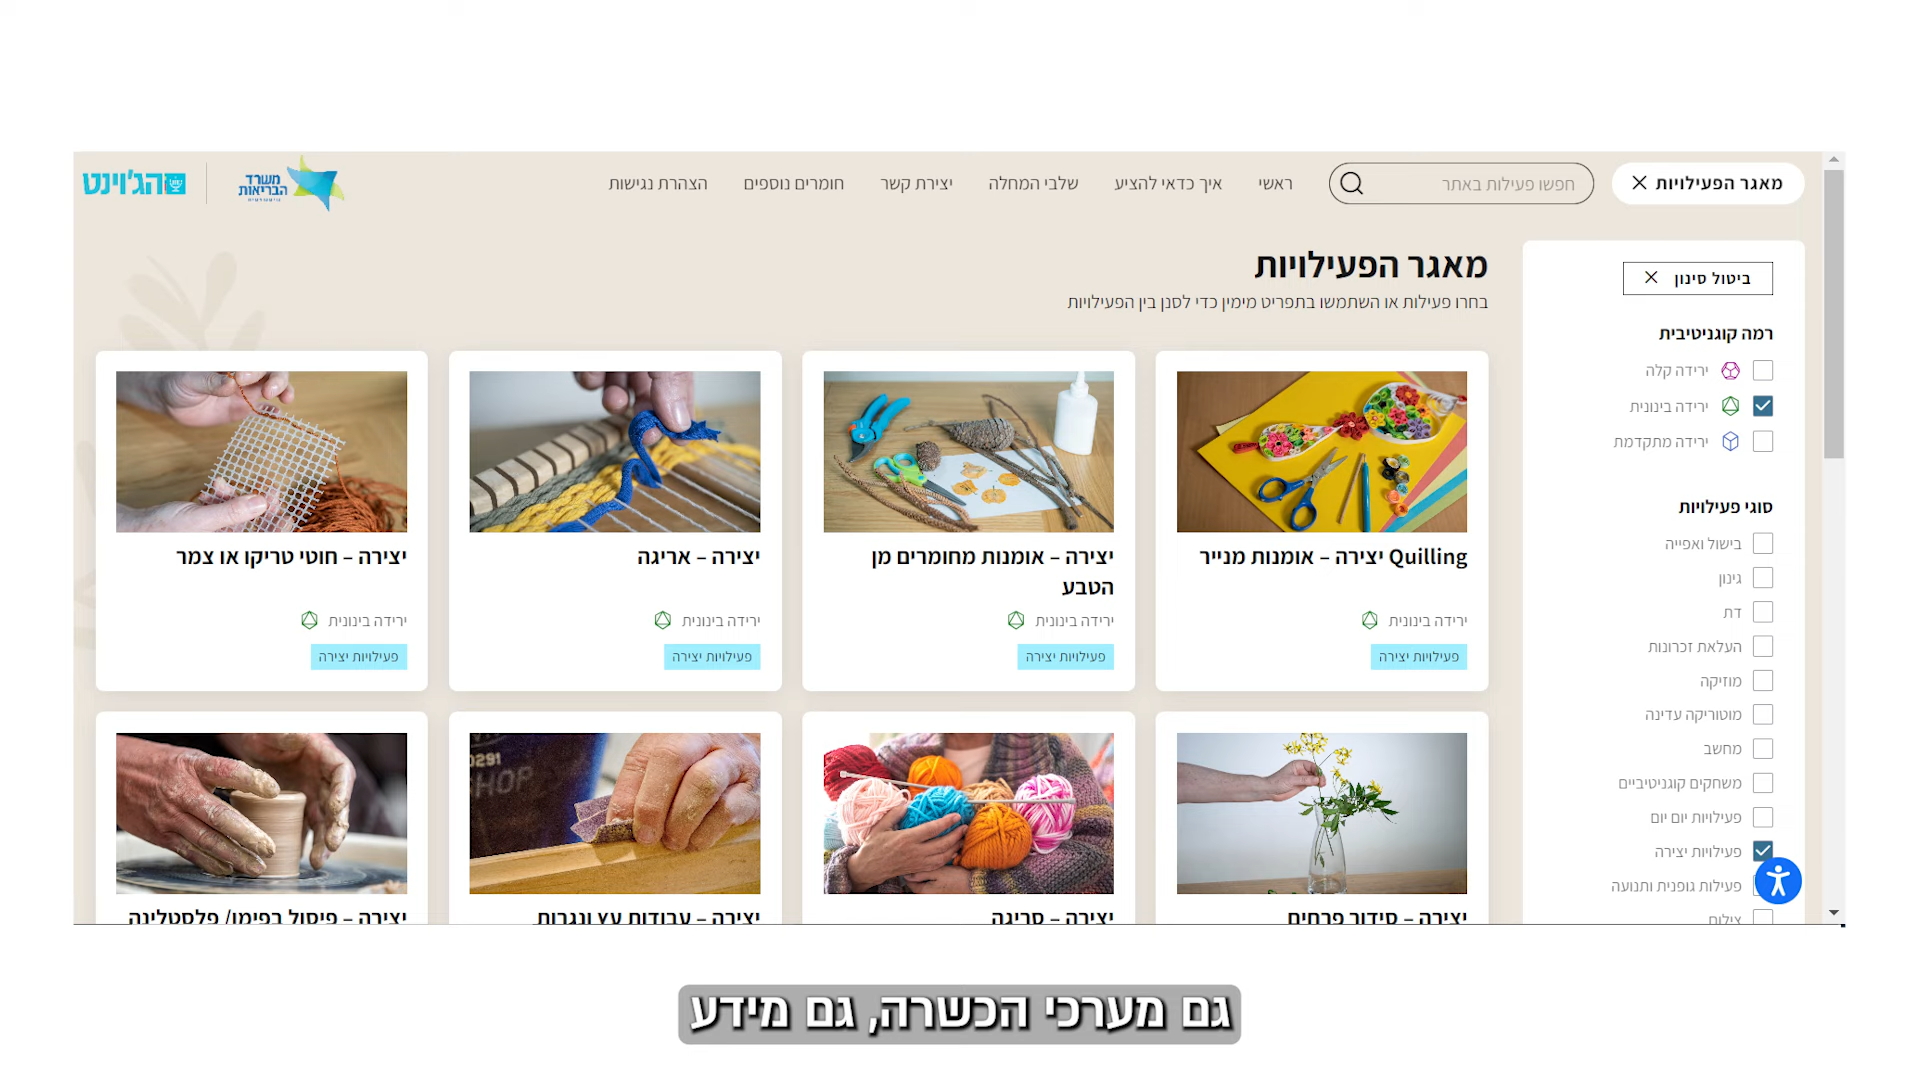 מאגר הפעילויות
חפשו פעילות באתר
ראשי
איך כדאי להציע
שלבי המחלה
יצירת קשר
חומרים נוספים
הצהרת נגישות
משרד
הבריאות
הג'וינט
ביטול סינון
רמה קוגניטיבית
ירידה קלה
ירידה בינונית
ירידה מתקדמת
סוגי פעילויות
בישול ואפייה
גינון
דת
העלאת זכרונות
מוזיקה
מוטוריקה עדינה
מחשב
משחקים קוגניטיביים
פעילויות יום יום
פעילויות יצירה
פעילות גופנית ותנועה
צילום
מאגר הפעילויות
בחרו פעילות או השתמשו בתפריט מימין כדי לסנן בין הפעילויות
Quilling יצירה – אומנות מנייר
ירידה בינונית
פעילויות יצירה
יצירה – אומנות מחומרים מן
הטבע
ירידה בינונית
פעילויות יצירה
יצירה – אריגה
ירידה בינונית
פעילויות יצירה
יצירה – חוטי טריקו או צמר
ירידה בינונית
פעילויות יצירה
יצירה – סידור פרחים
יצירה – סריגה
0291
SHOP
יצירה – עבודות עץ ונגרות
יצירה – פיסול בפימו/ פלסטלינה
גם מערכי הכשרה, גם מידע